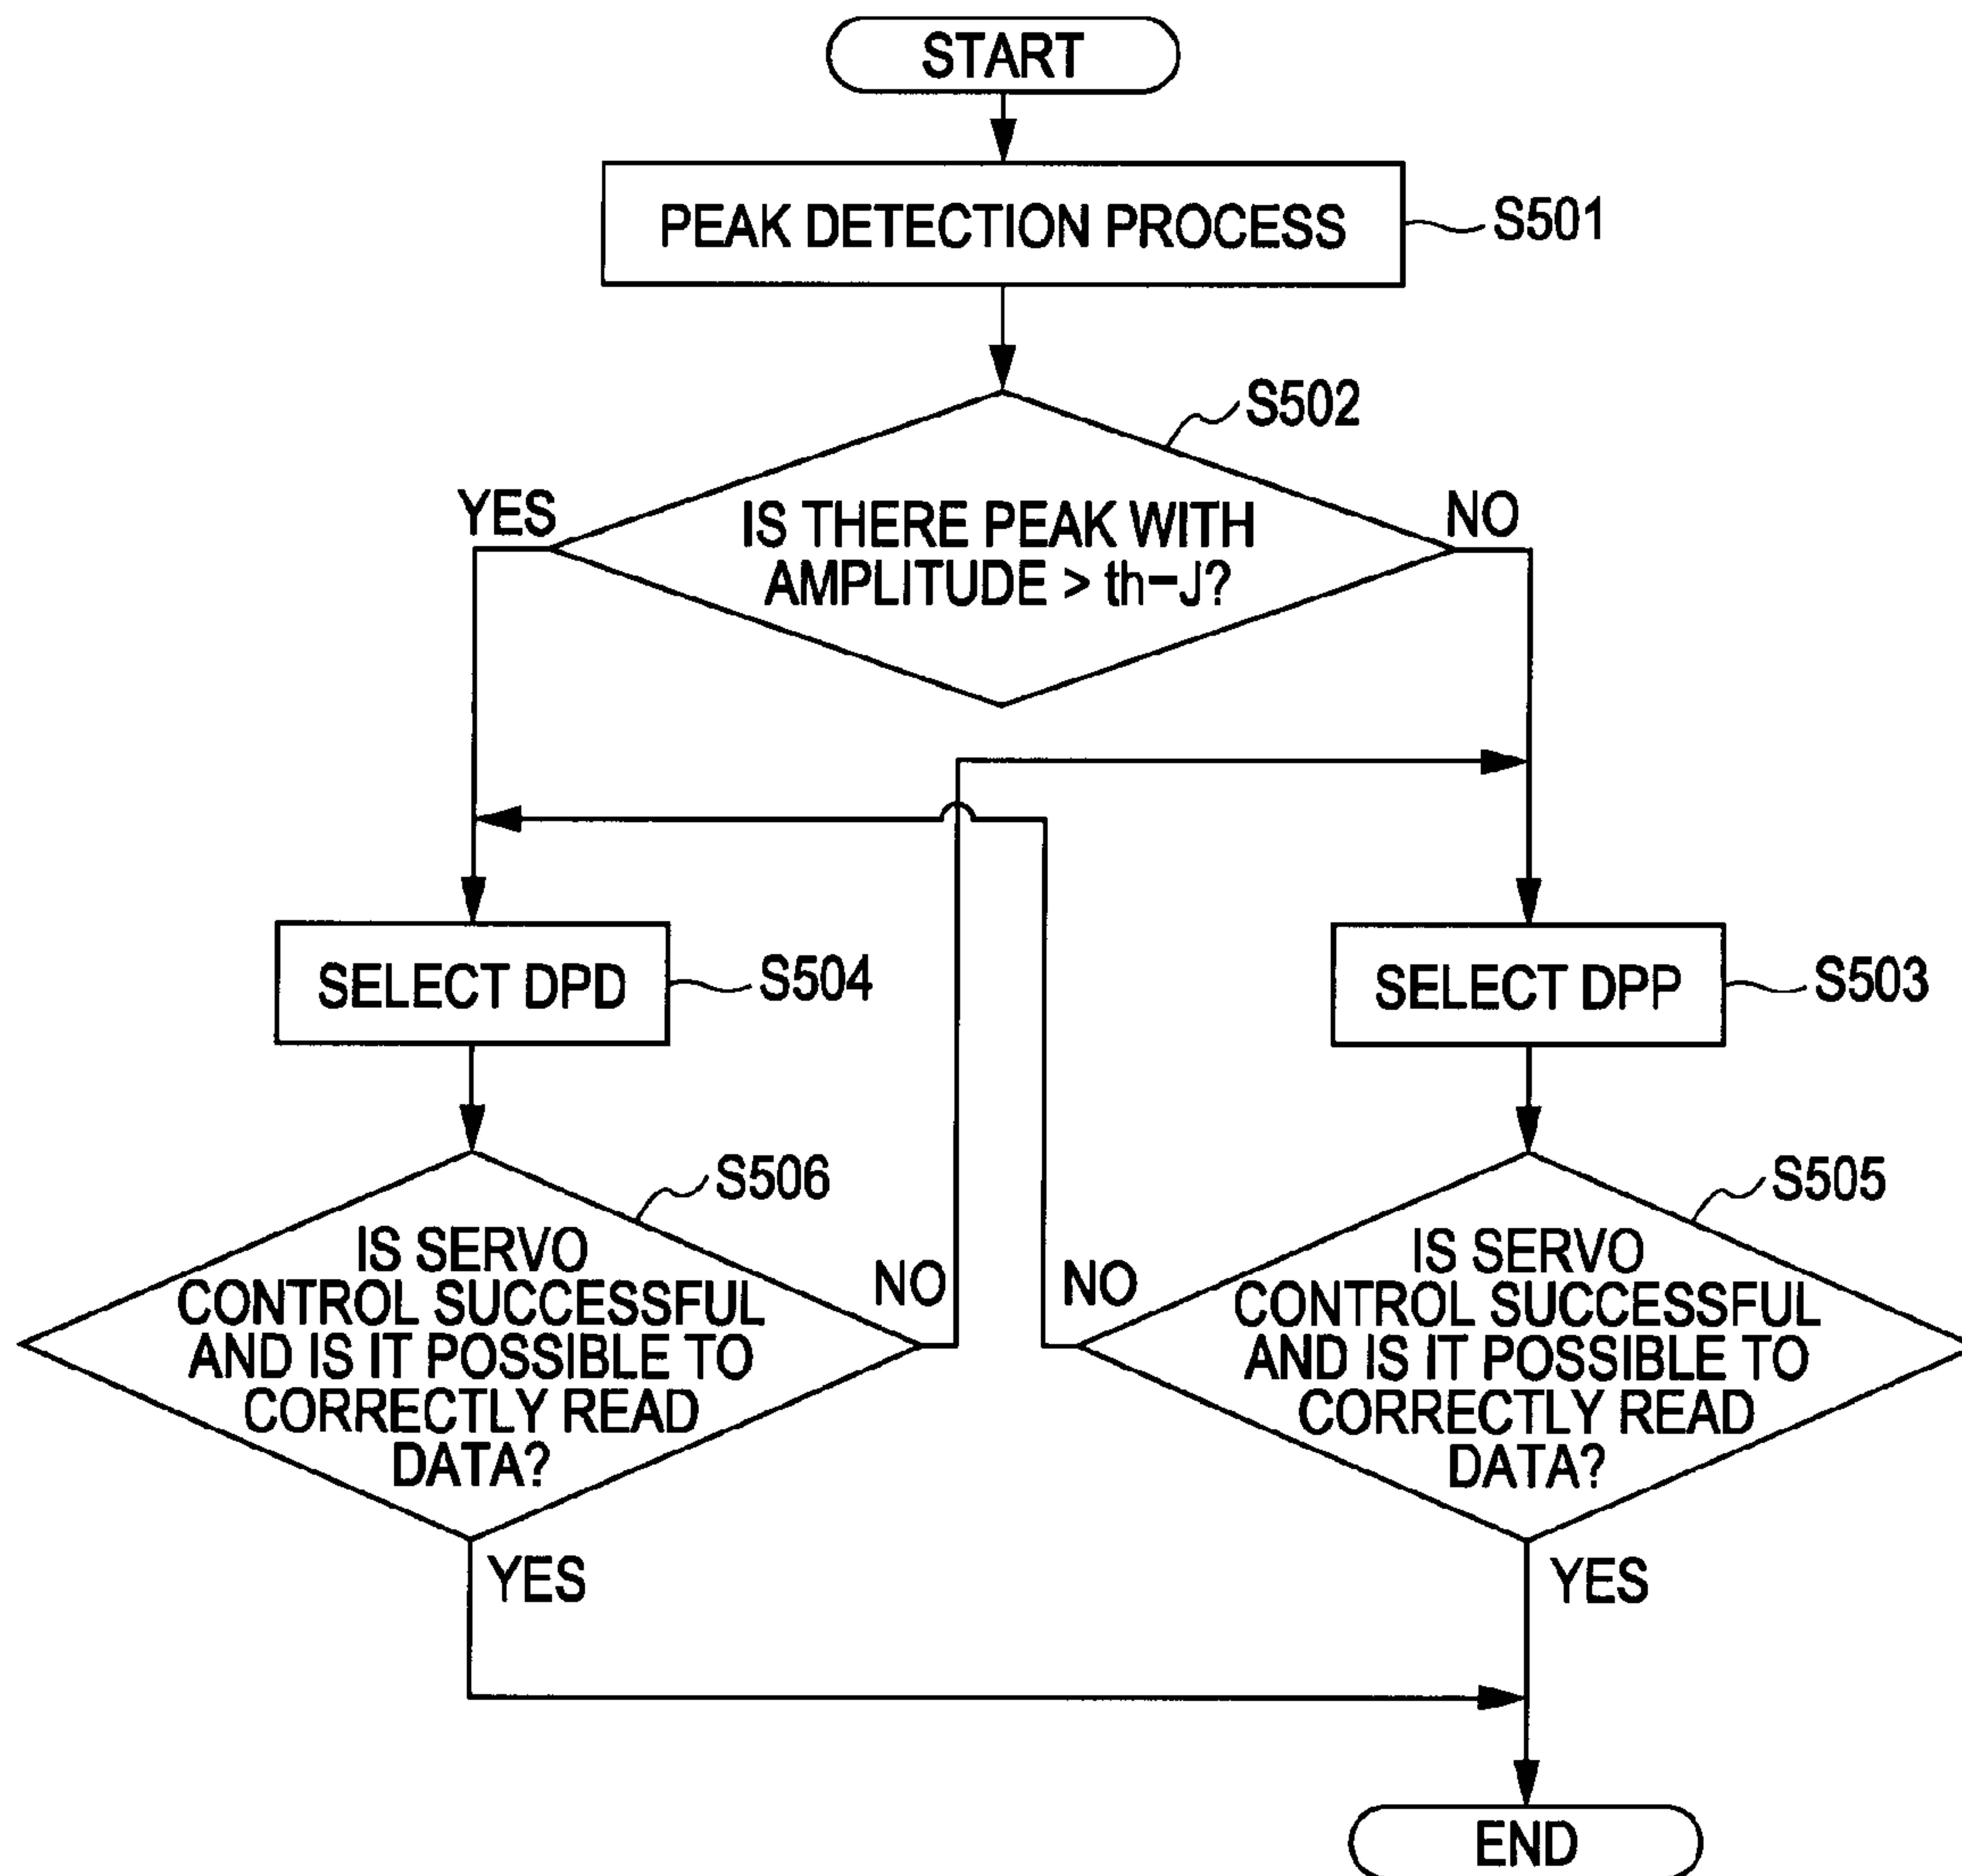 START
PEAK DETECTION PROCESS
S501
S502
YES
IS THERE PEAK WITH
AMPLITUDE > th-J?
NO
SELECT DPD
S504
SELECT DPP
S503
S506
IS SERVO
CONTROL SUCCESSFUL
AND IS IT POSSIBLE TO
CORRECTLY READ
DATA?
NO
NO
S505
IS SERVO
CONTROL SUCCESSFUL
AND IS IT POSSIBLE TO
CORRECTLY READ
DATA?
YES
YES
END